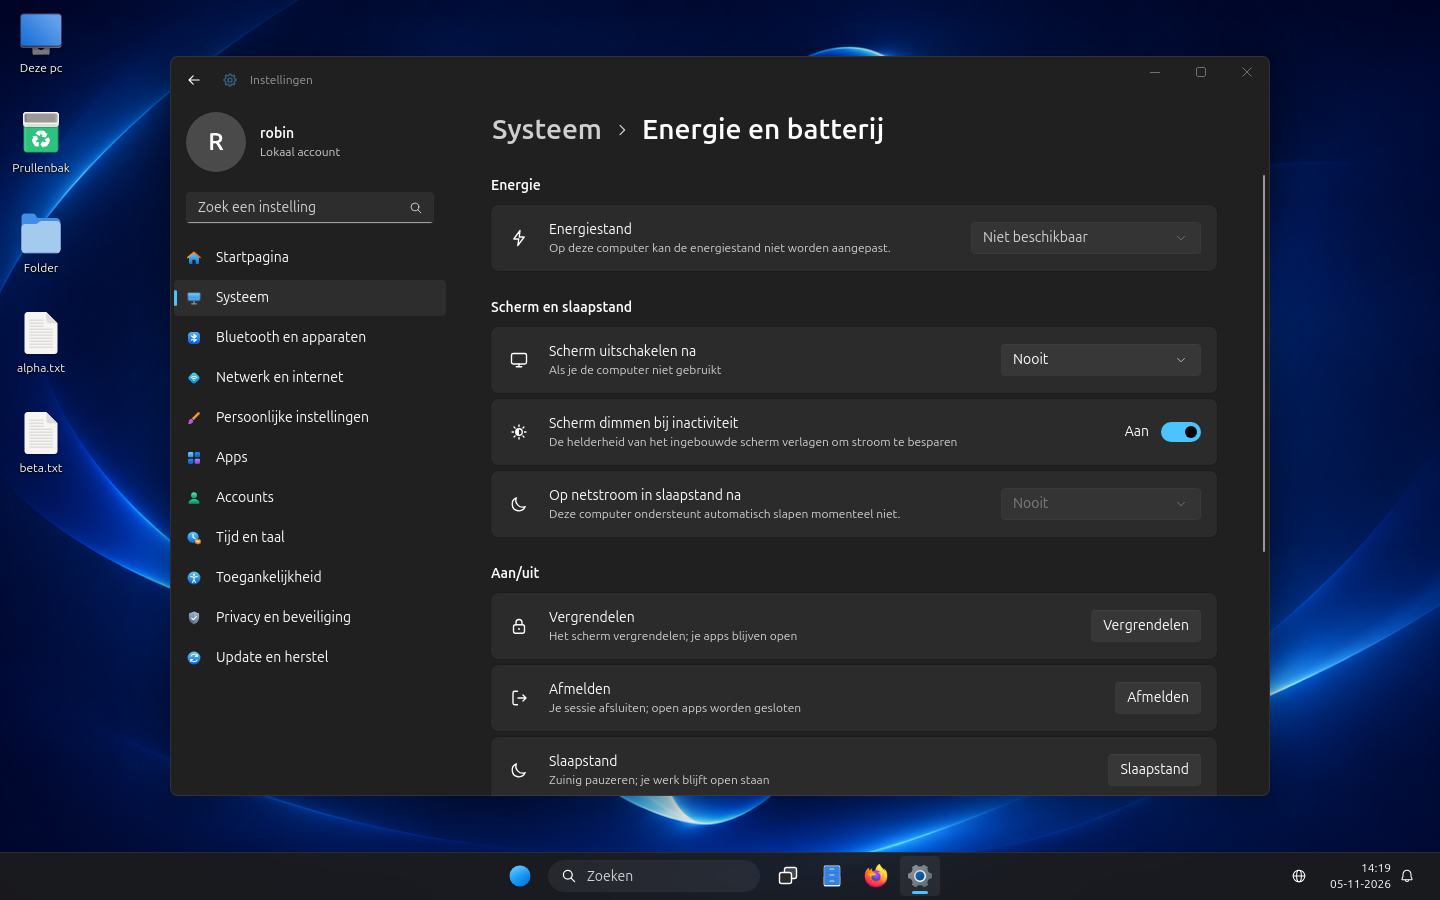 Deze pc
Prullenbak
Folder
alpha.txt
beta.txt
Instellingen
R
robin
Lokaal account
Zoek een instelling
Startpagina
Systeem
Bluetooth en apparaten
Netwerk en internet
Persoonlijke instellingen
Apps
Accounts
Tijd en taal
Toegankelijkheid
Privacy en beveiliging
Update en herstel
Systeem › Energie en batterij
Energie
Energiestand
Op deze computer kan de energiestand niet worden aangepast.
Niet beschikbaar
Scherm en slaapstand
Scherm uitschakelen na
Als je de computer niet gebruikt
Nooit
Scherm dimmen bij inactiviteit
De helderheid van het ingebouwde scherm verlagen om stroom te besparen
Aan
Op netstroom in slaapstand na
Deze computer ondersteunt automatisch slapen momenteel niet.
Nooit
Aan/uit
Vergrendelen
Het scherm vergrendelen; je apps blijven open
Vergrendelen
Afmelden
Je sessie afsluiten; open apps worden gesloten
Afmelden
Slaapstand
Zuinig pauzeren; je werk blijft open staan
Slaapstand
Zoeken
14:19
05-11-2026